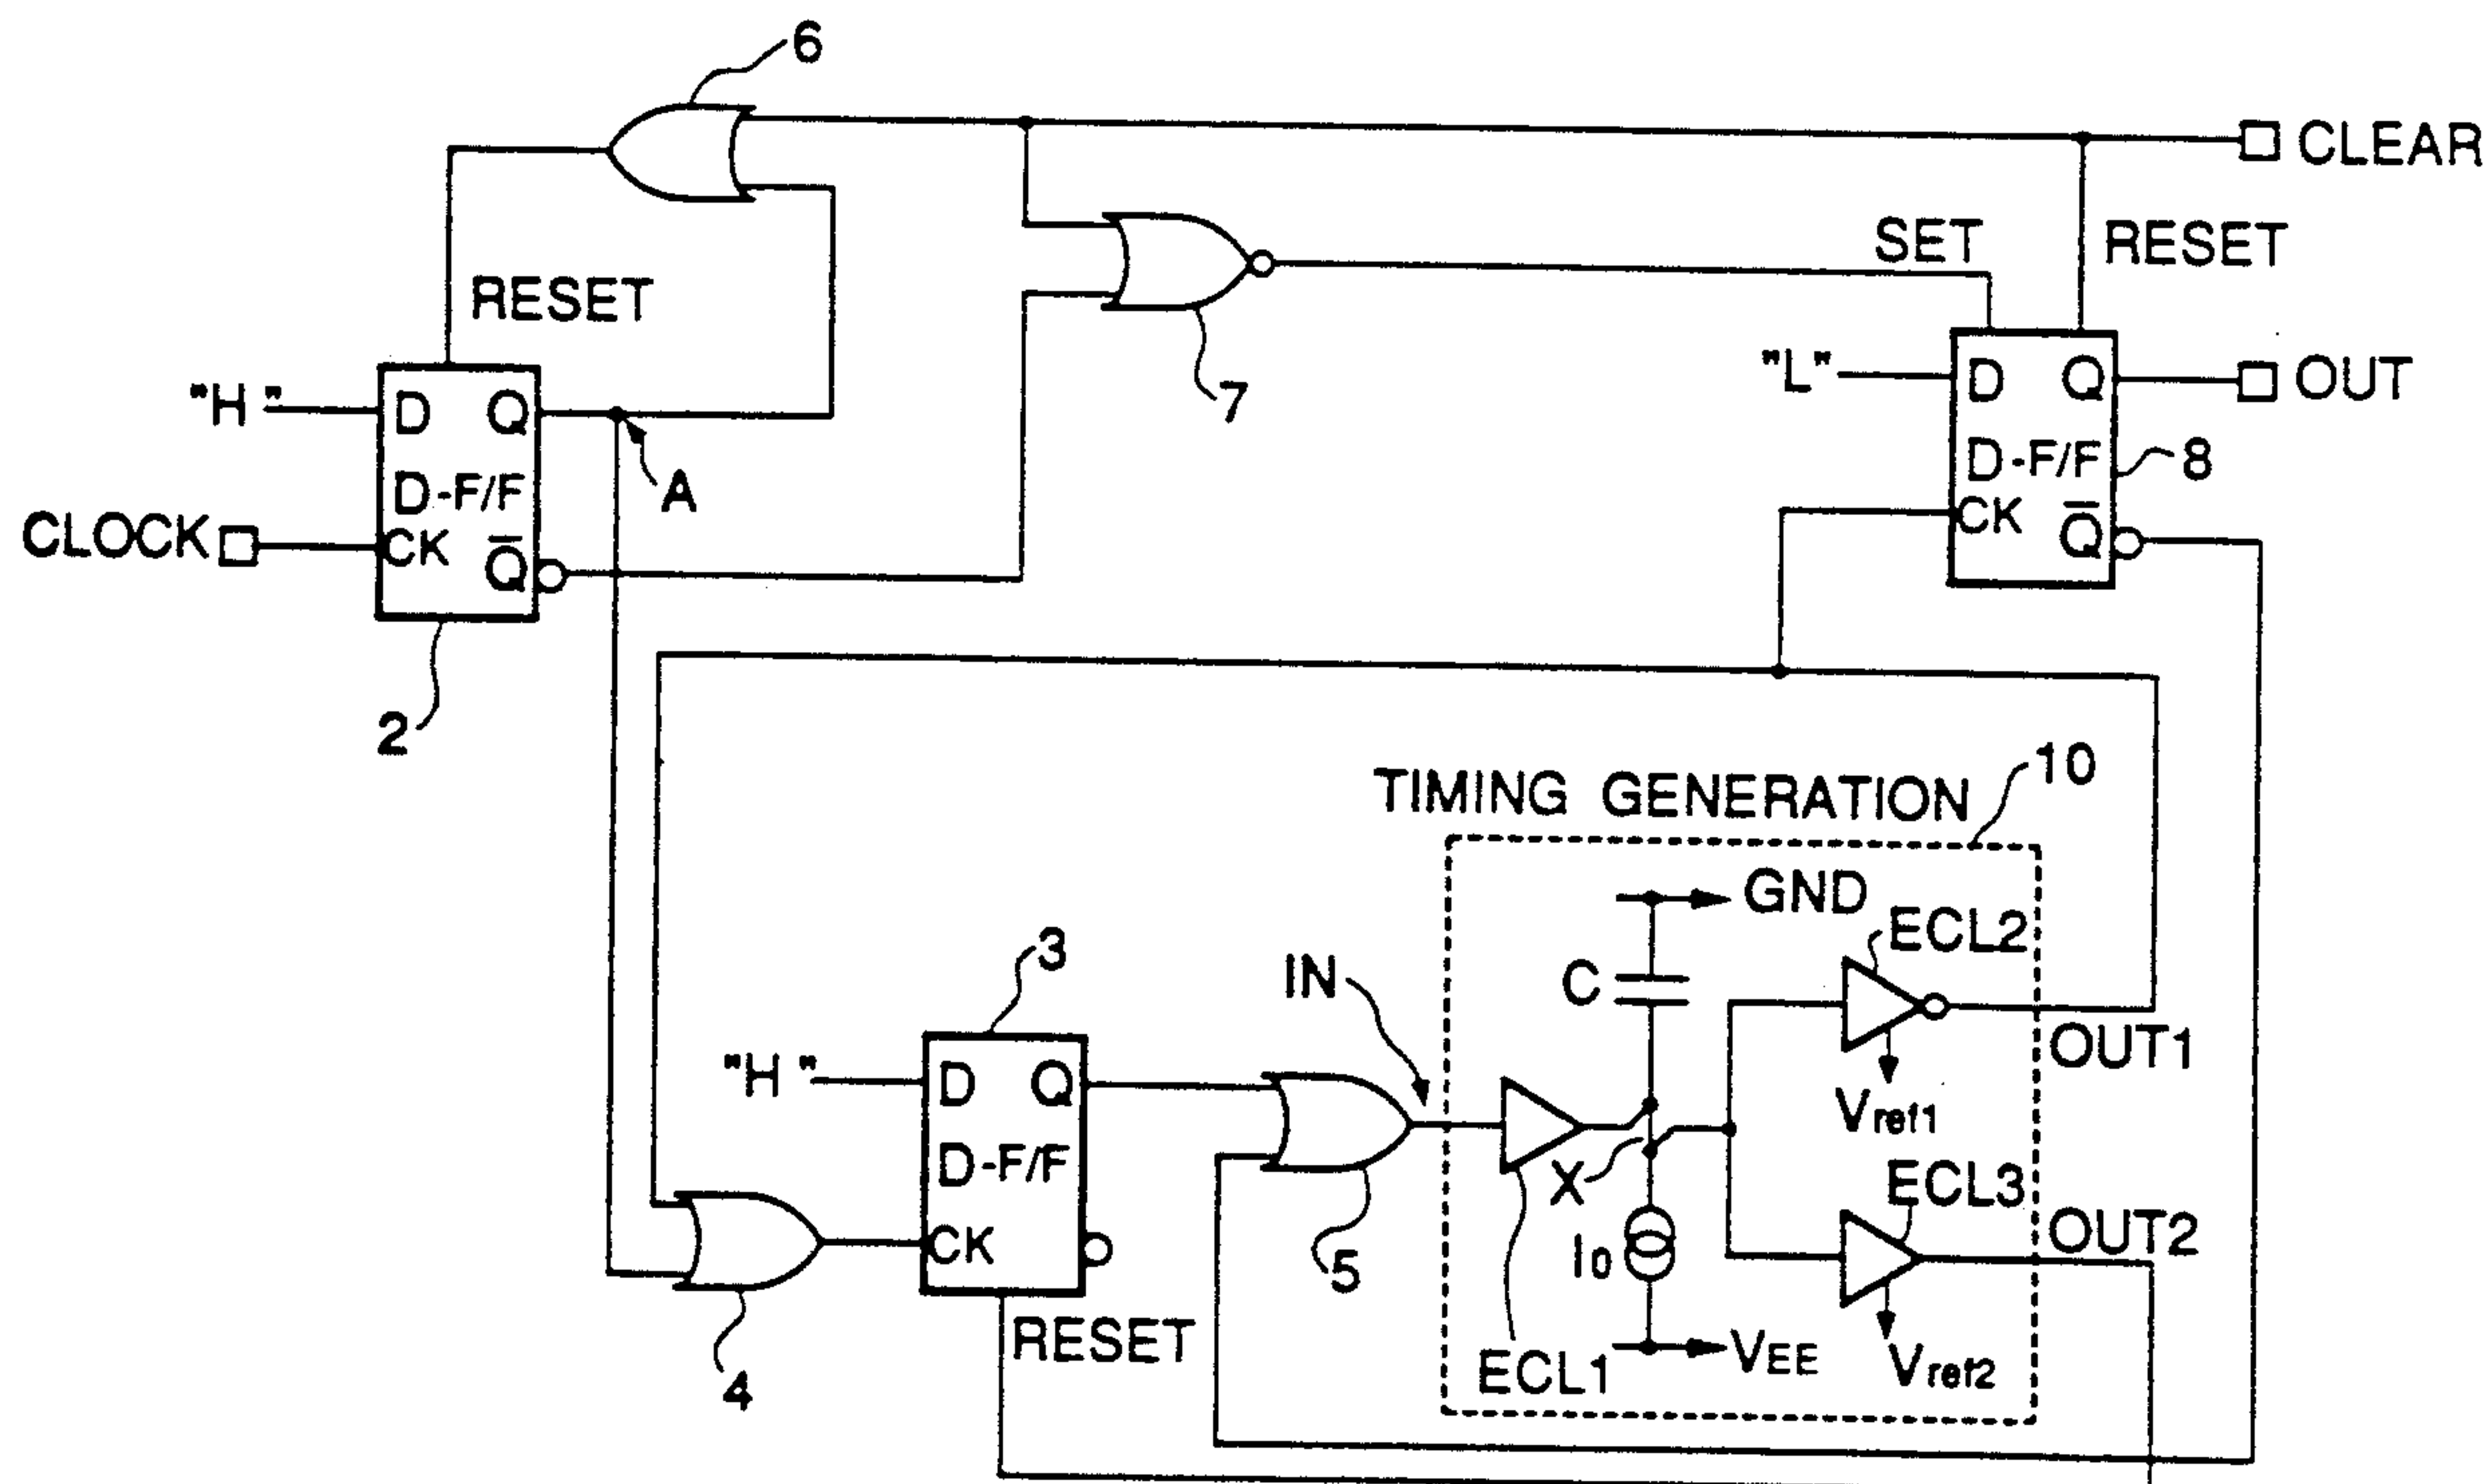 6
CLEAR
RESET
SET
RESET
7
"H"
D
Q
D-F/F
CK
Q̅
A
CLOCK
2
"L"
D
Q
D-F/F
CK
Q̅
OUT
8
TIMING GENERATION
10
GND
C
ECL2
OUT1
Vref1
3
IN
"H"
D
Q
D-F/F
CK
RESET
4
5
X
I0
ECL1
VEE
ECL3
OUT2
Vref2